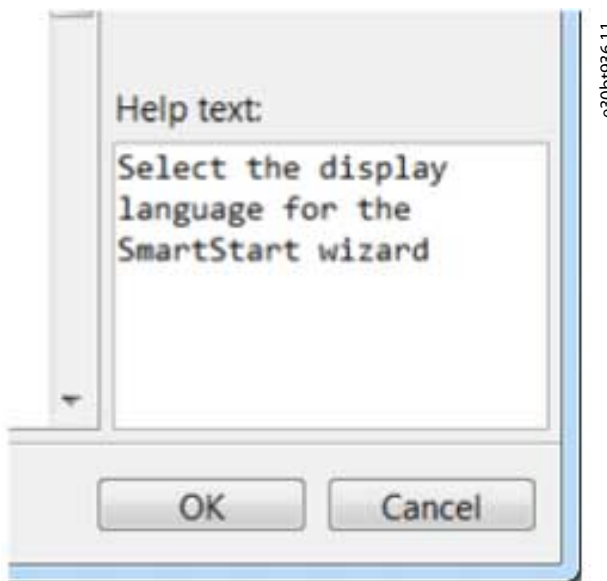 Help text:
Select the display
language for the
SmartStart wizard
OK
Cancel